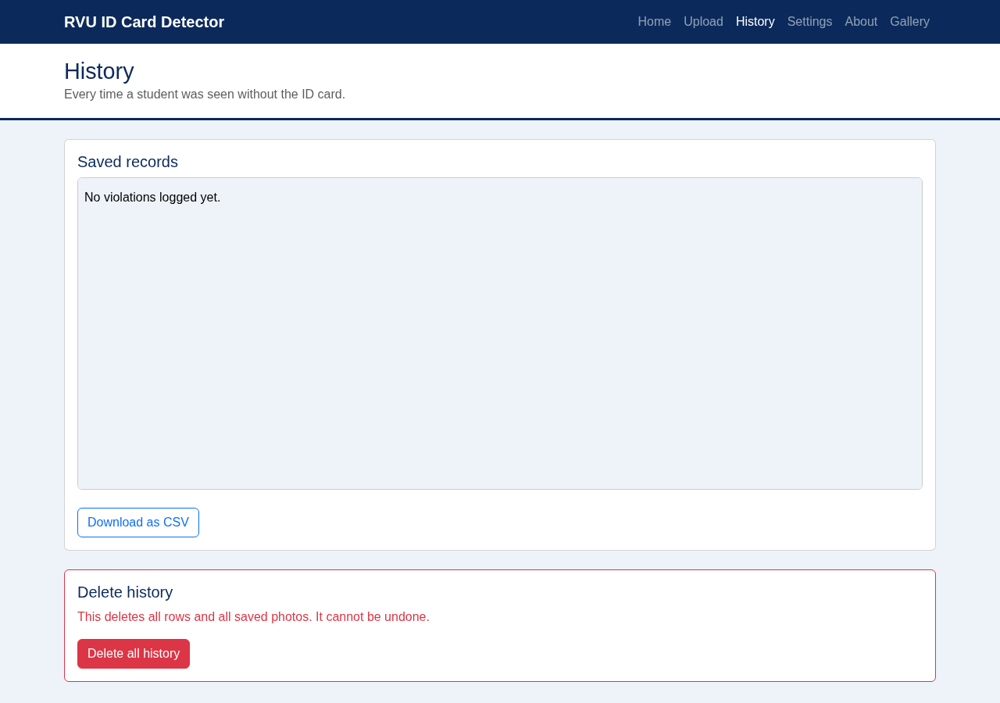 RVU ID Card Detector
Home Upload History Settings About Gallery
History
Every time a student was seen without the ID card.
Saved records
No violations logged yet.
Download as CSV
Delete history
This deletes all rows and all saved photos. It cannot be undone.
Delete all history